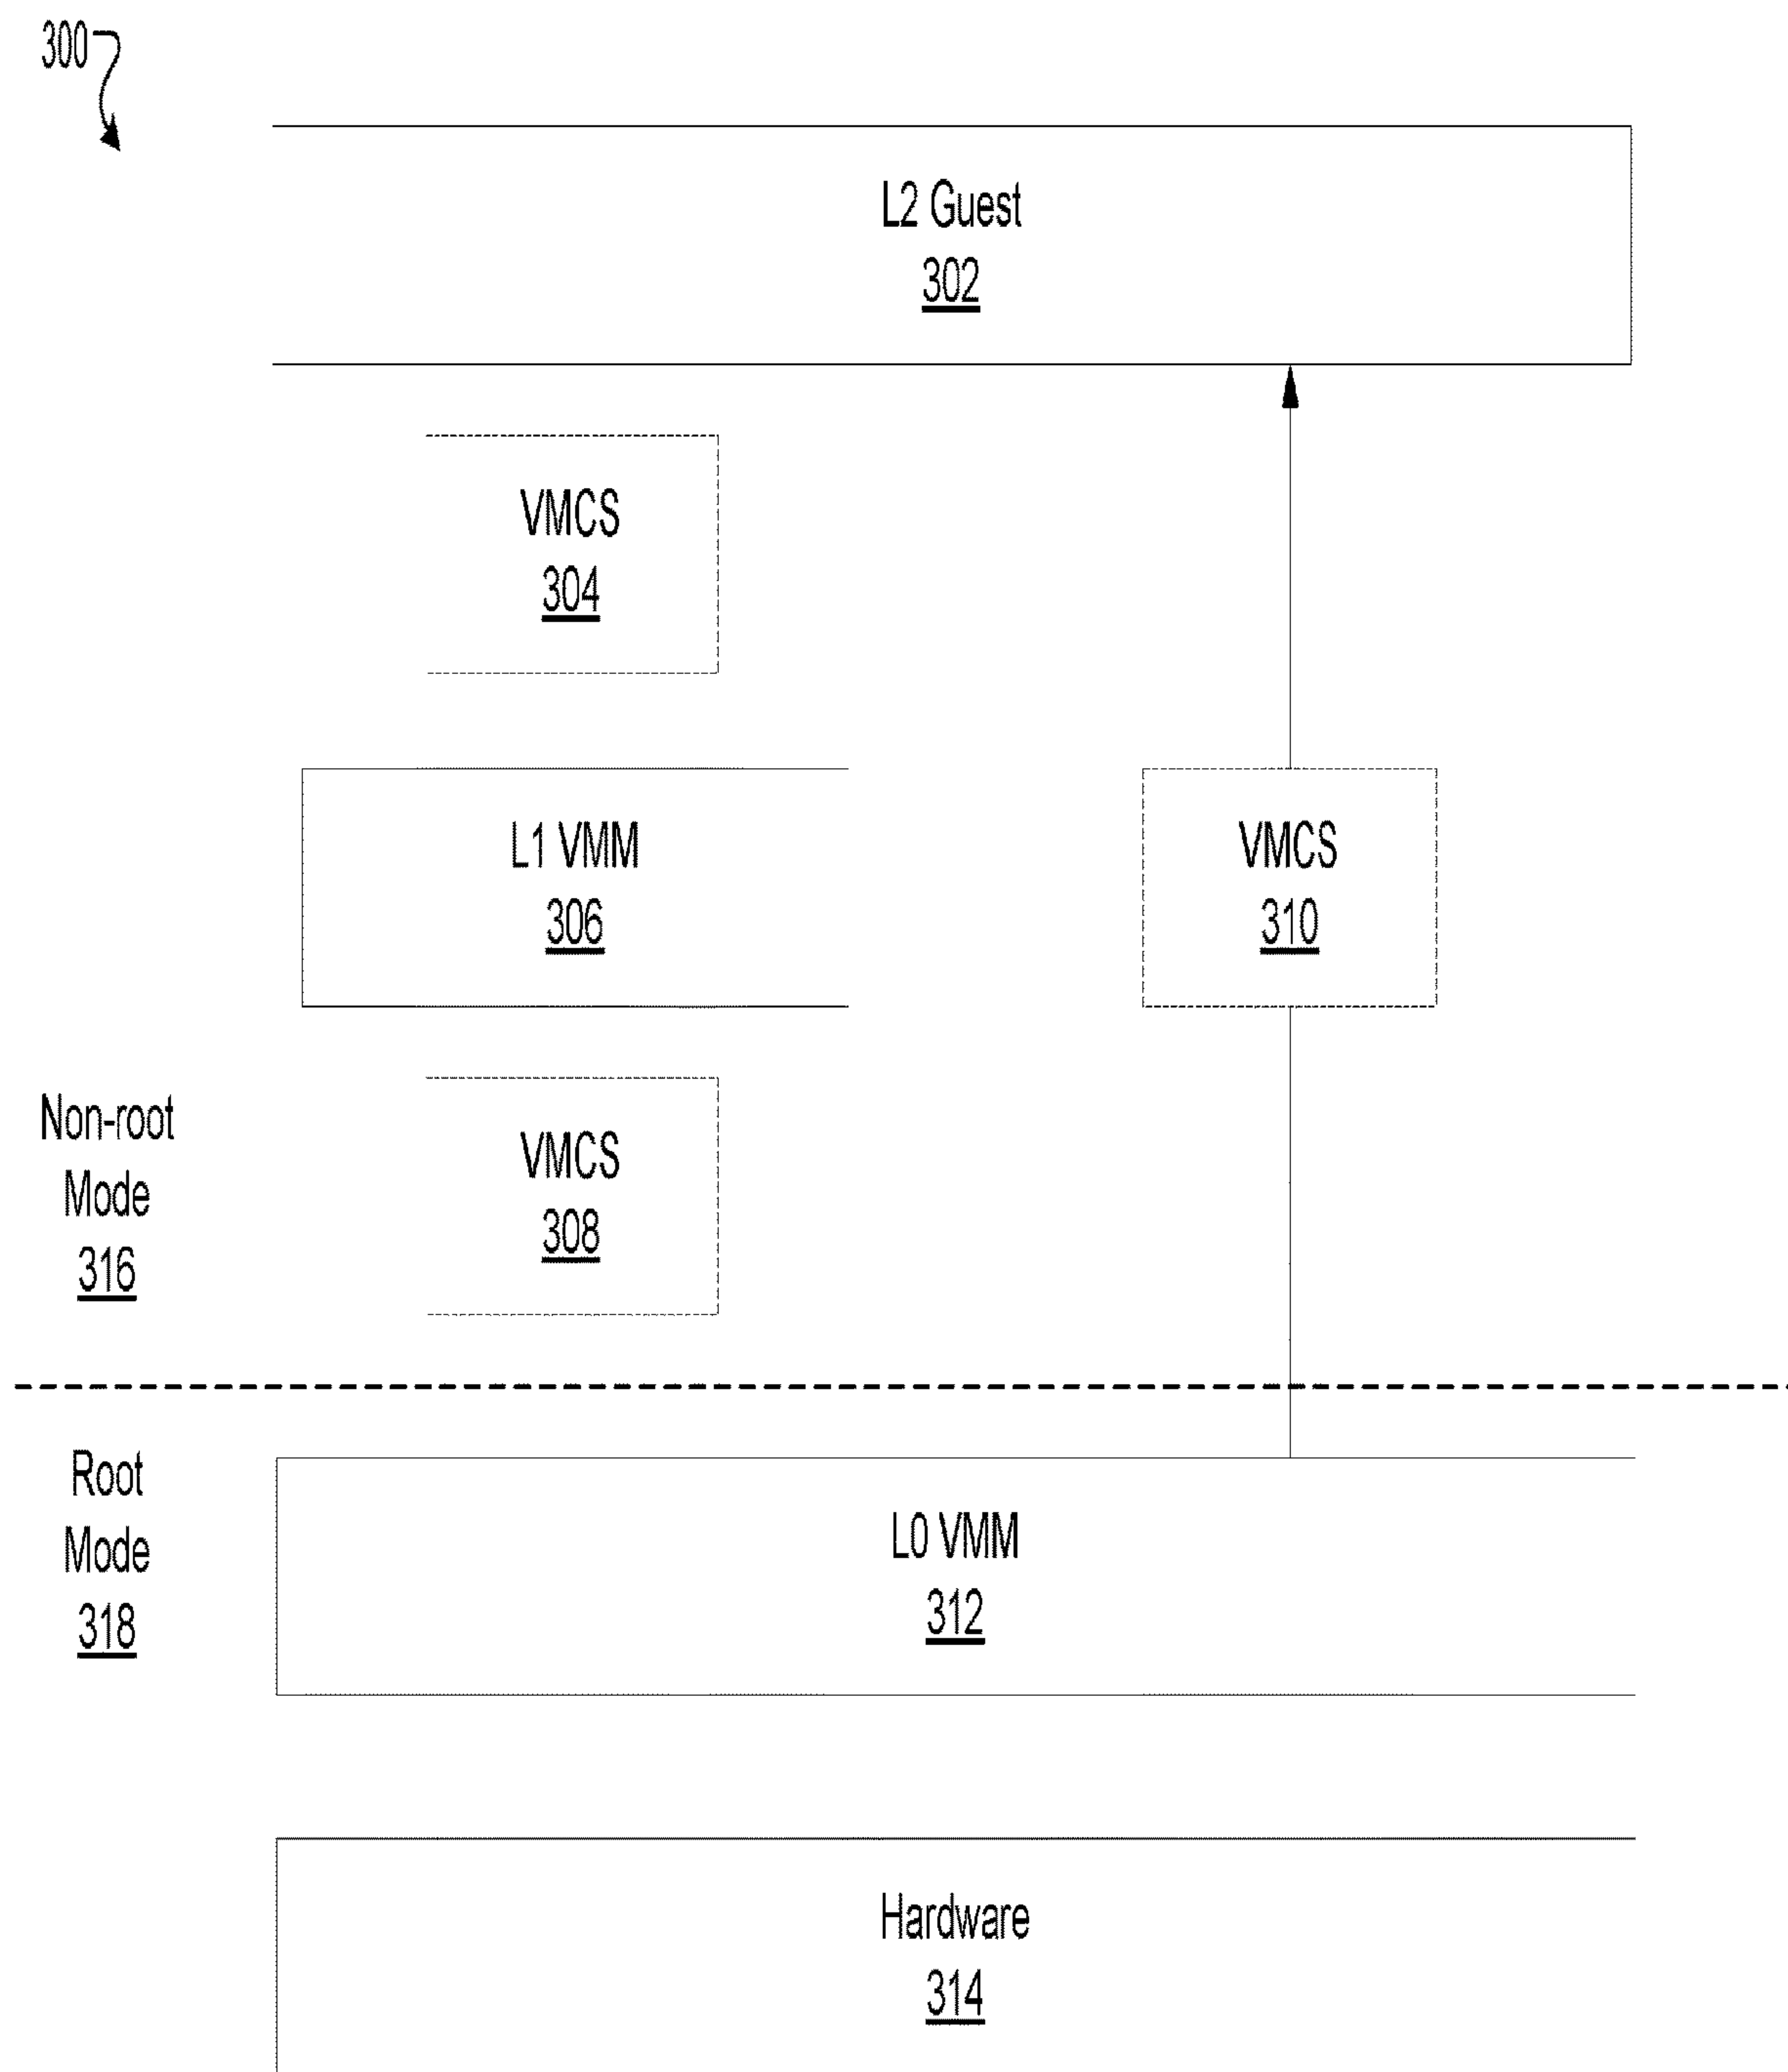 300
L2 Guest
302
VMCS
304
L1 VMM
306
VMCS
310
Non-root
Mode
316
VMCS
308
Root
Mode
318
L0 VMM
312
Hardware
314